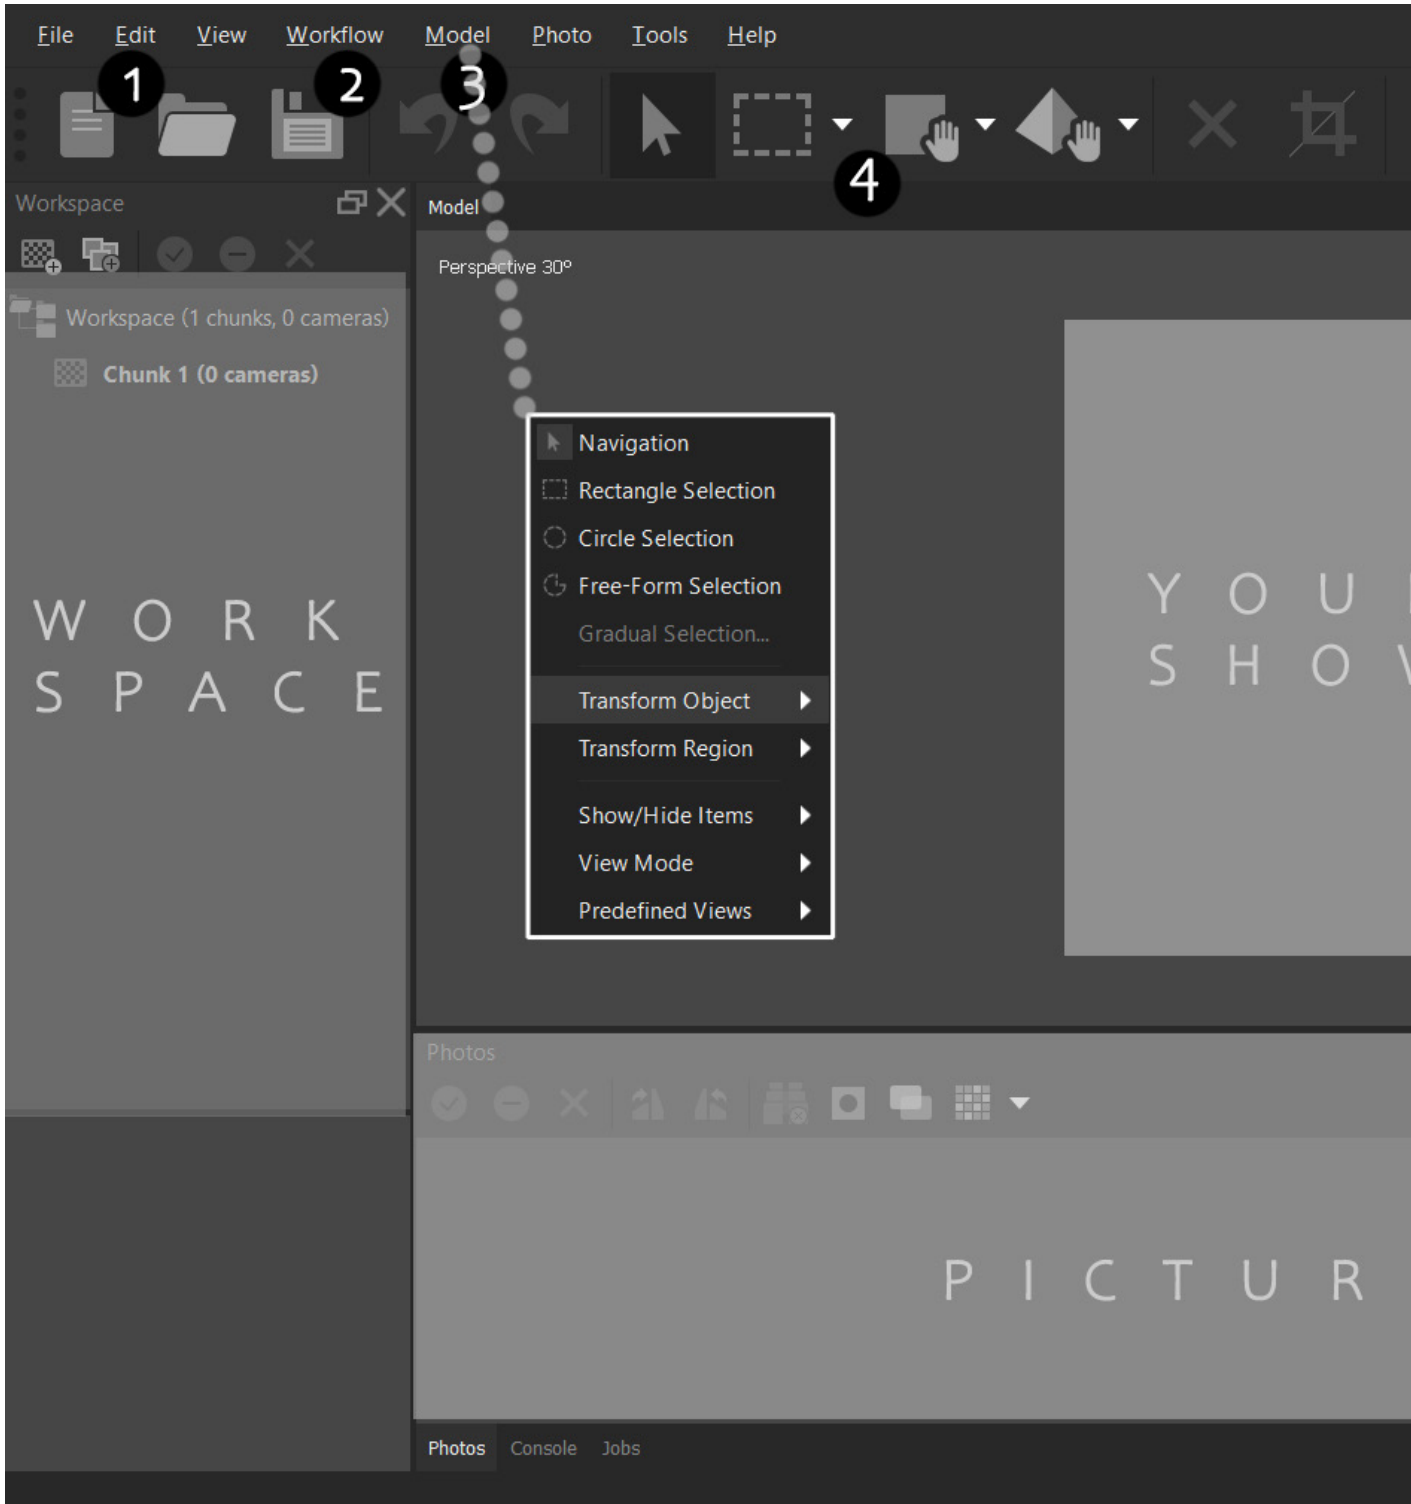 File Edit View Workflow Model Photo Tools Help
1 2 3
4
Workspace
Model
Perspective 30°
Workspace (1 chunks, 0 cameras)
Chunk 1 (0 cameras)
Navigation
Rectangle Selection
Circle Selection
Free-Form Selection
Gradual Selection...
Transform Object
Transform Region
Show/Hide Items
View Mode
Predefined Views
W O R K
S P A C E
Y O U
S H O
Photos
P I C T U R
Photos Console Jobs